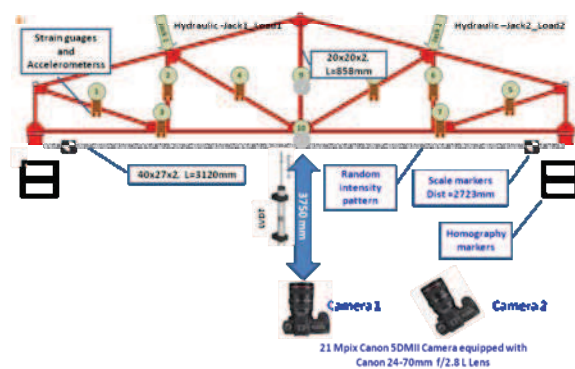 Hydraulic -Jack1_Load1
Hydraulic -Jack2_Load2
Strain guages
and
Accelerometerss
20x20x2,
L=858mm
1
2
3
4
9
6
5
7
10
40x27x2, L=3120mm
Random
intensity
pattern
Scale markers
Dist =2723mm
Homography
markers
LVDT
3750 mm
Camera 1
Camera 2
21 Mpix Canon 5DMII Camera equipped with
Canon 24-70mm f/2.8 L Lens